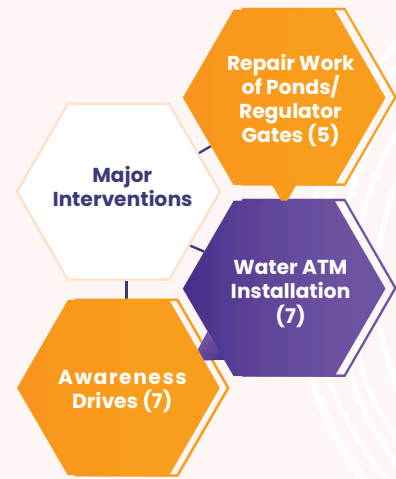 Repair Work
of Ponds/
Regulator
Gates (5)
Major
Interventions
Water ATM
Installation
(7)
Awareness
Drives (7)